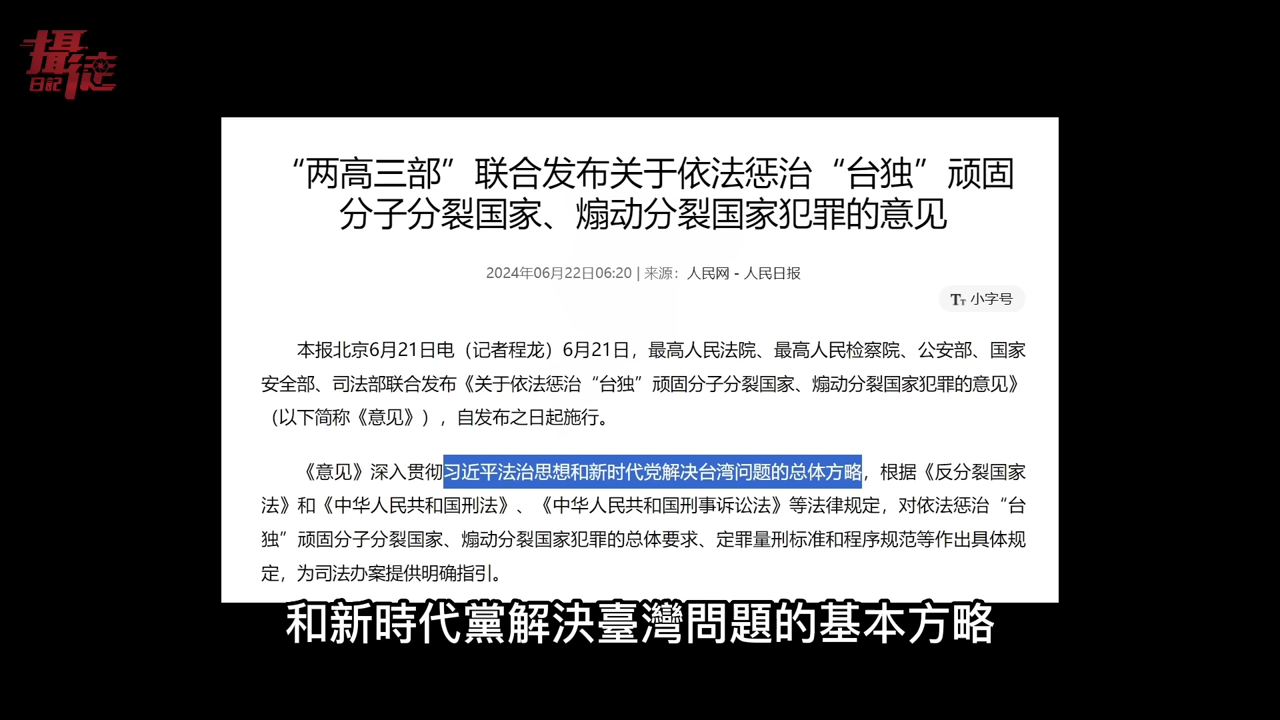 攝徒
日記
“两高三部”联合发布关于依法惩治“台独”顽固
分子分裂国家、煽动分裂国家犯罪的意见
2024年06月22日06:20 | 来源：人民网－人民日报
TT 小字号
本报北京6月21日电（记者程龙）6月21日，最高人民法院、最高人民检察院、公安部、国家
安全部、司法部联合发布《关于依法惩治“台独”顽固分子分裂国家、煽动分裂国家犯罪的意见》
（以下简称《意见》），自发布之日起施行。
《意见》深入贯彻习近平法治思想和新时代党解决台湾问题的总体方略，根据《反分裂国家
法》和《中华人民共和国刑法》、《中华人民共和国刑事诉讼法》等法律规定，对依法惩治“台
独”顽固分子分裂国家、煽动分裂国家犯罪的总体要求、定罪量刑标准和程序规范等作出具体规
定，为司法办案提供明确指引。
和新時代黨解決臺灣問題的基本方略